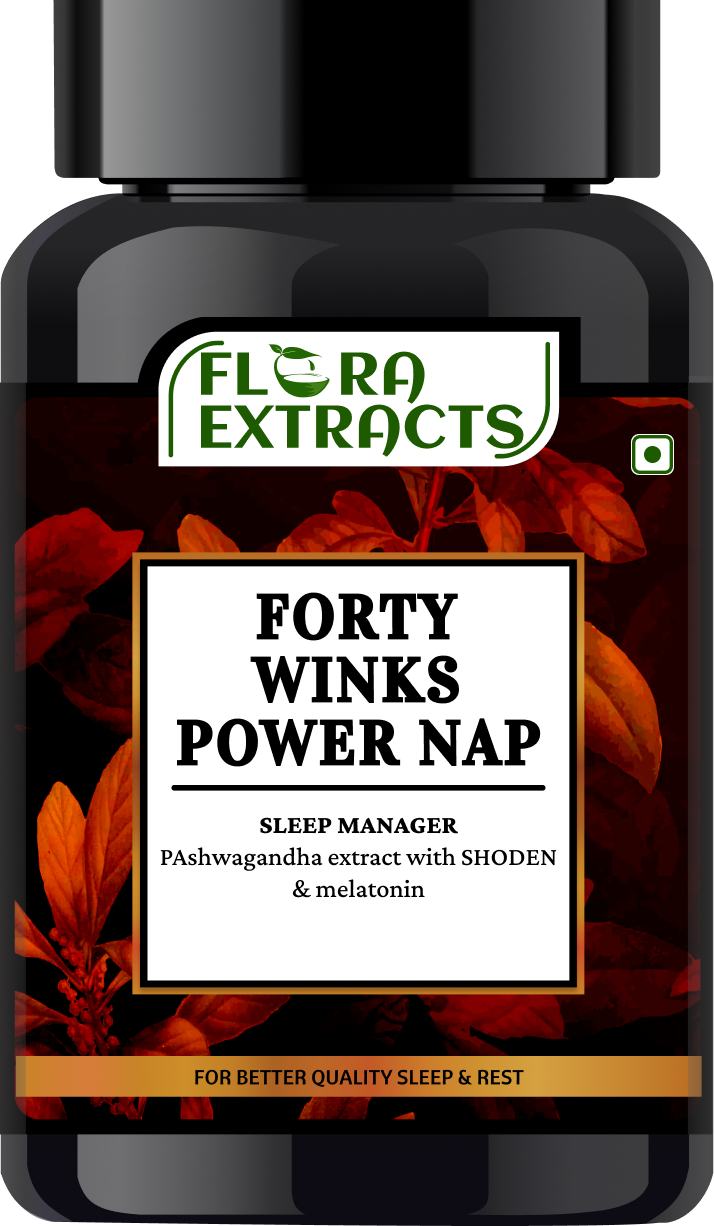 FLORA
EXTRACTS
FORTY
WINKS
POWER NAP
SLEEP MANAGER
PAshwagandha extract with SHODEN
& melatonin
FOR BETTER QUALITY SLEEP & REST